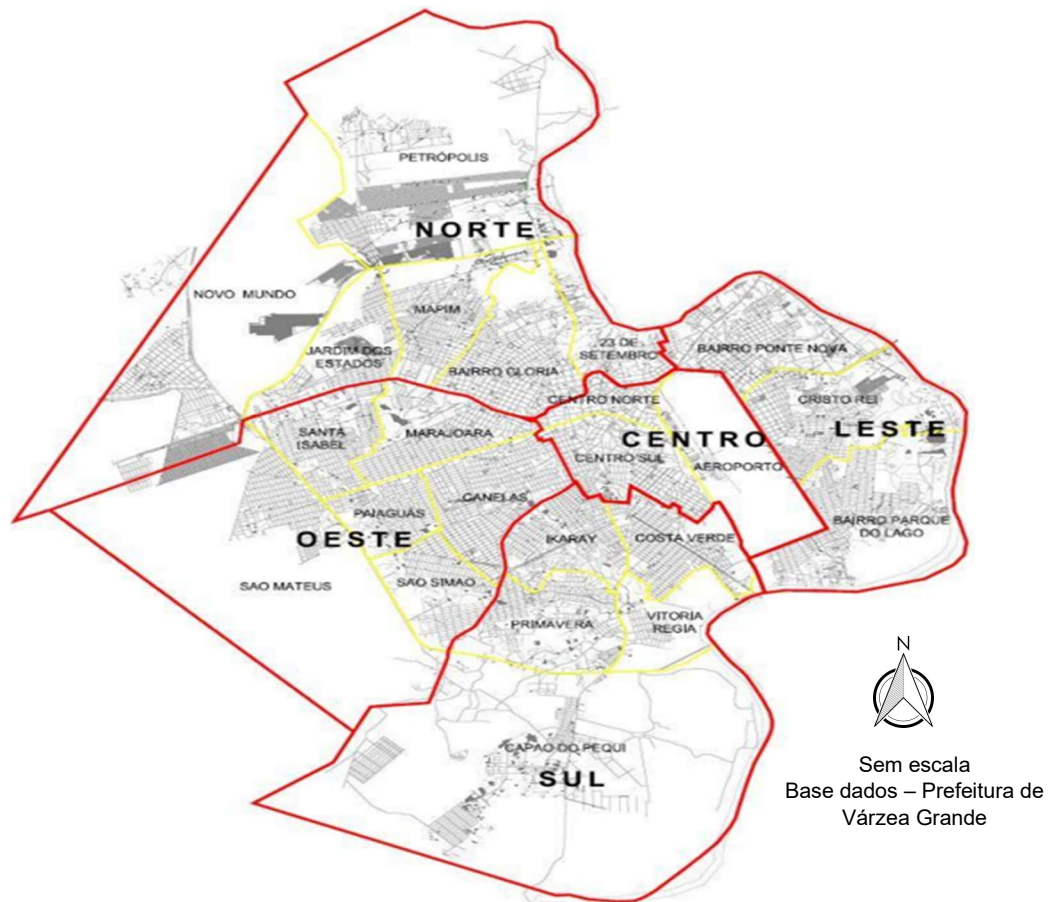 PETRÓPOLIS
NORTE
NOVO MUNDO
MAPIM
JARDIM DOS
ESTADOS
23 DE
SETEMBRO
BAIRRO PONTE NOVA
BAIRRO GLORIA
CENTRO NORTE
CRISTO REI
SANTA
ISABEL
MARAJOARA
CENTRO
LESTE
CENTRO SUL
AEROPORTO
CANELAS
PAIAGUÁS
OESTE
IKARAY
COSTA VERDE
BAIRRO PARQUE
DO LAGO
SAO MATEUS
SAO SIMAO
PRIMAVERA
VITORIA
REGIA
N
CAPAO DO PEQUI
SUL
Sem escala
Base dados – Prefeitura de
Várzea Grande